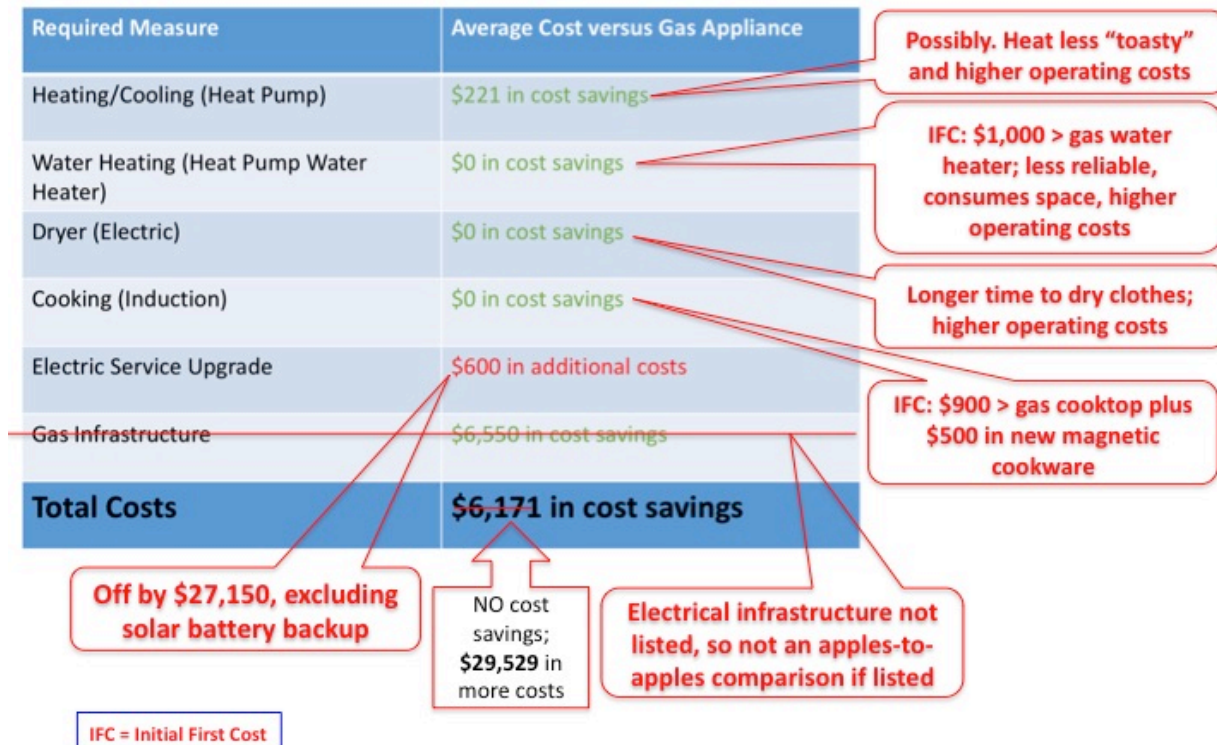 Required Measure
Average Cost versus Gas Appliance
Heating/Cooling (Heat Pump)
$221 in cost savings
Water Heating (Heat Pump Water
Heater)
$0 in cost savings
Dryer (Electric)
$0 in cost savings
Cooking (Induction)
$0 in cost savings
Electric Service Upgrade
$600 in additional costs
Gas Infrastructure
$6,550 in cost savings
Total Costs
$6,171 in cost savings
Possibly. Heat less “toasty”
and higher operating costs
IFC: $1,000 > gas water
heater; less reliable,
consumes space, higher
operating costs
Longer time to dry clothes;
higher operating costs
IFC: $900 > gas cooktop plus
$500 in new magnetic
cookware
Off by $27,150, excluding
solar battery backup
NO cost
savings;
$29,529 in
more costs
Electrical infrastructure not
listed, so not an apples-to-
apples comparison if listed
IFC = Initial First Cost